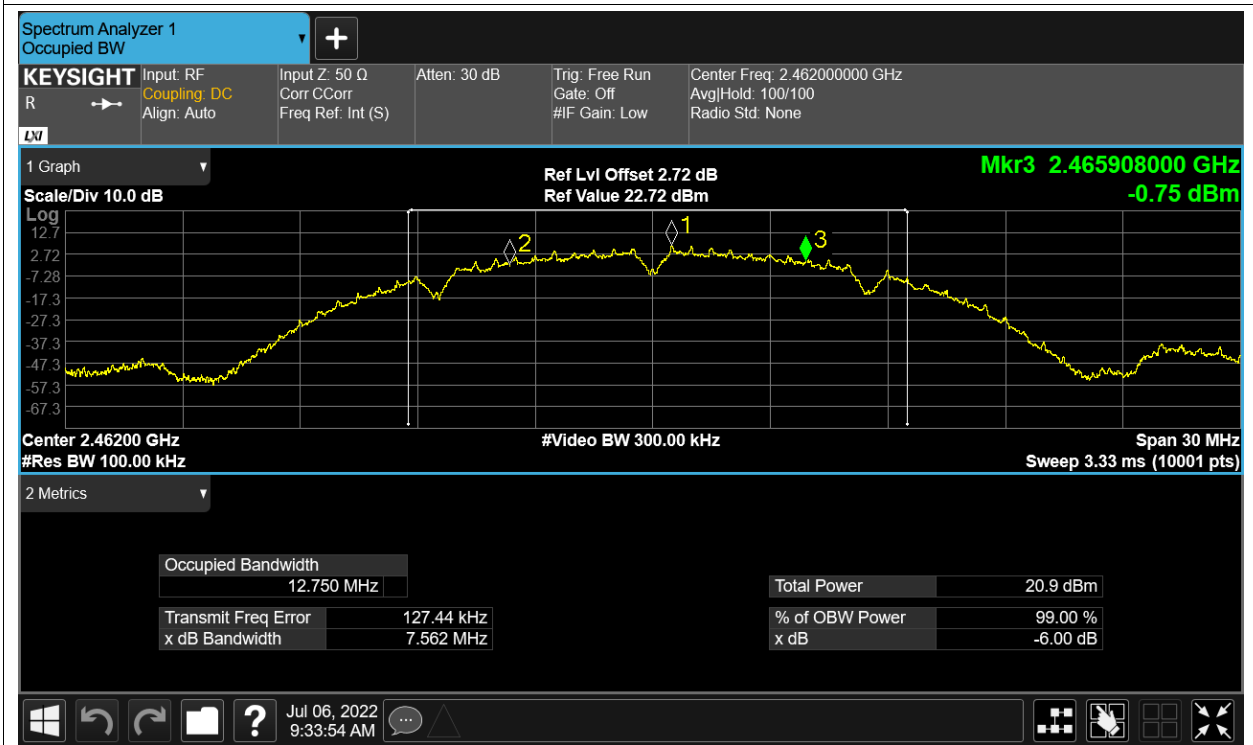 Spectrum Analyzer 1
Occupied BW
KEYSIGHT
R
LXI
Input: RF
Coupling: DC
Align: Auto
Input Z: 50 Ω
Corr CCorr
Freq Ref: Int (S)
Atten: 30 dB
Trig: Free Run
Gate: Off
#IF Gain: Low
Center Freq: 2.462000000 GHz
Avg|Hold: 100/100
Radio Std: None
1 Graph
Scale/Div 10.0 dB
Ref Lvl Offset 2.72 dB
Ref Value 22.72 dBm
Mkr3 2.465908000 GHz
-0.75 dBm
Log
12.7
2.72
-7.28
-17.3
-27.3
-37.3
-47.3
-57.3
-67.3
2
1
3
Center 2.46200 GHz
#Res BW 100.00 kHz
#Video BW 300.00 kHz
Span 30 MHz
Sweep 3.33 ms (10001 pts)
2 Metrics
Occupied Bandwidth
12.750 MHz
Transmit Freq Error 127.44 kHz
x dB Bandwidth 7.562 MHz
Total Power 20.9 dBm
% of OBW Power 99.00 %
x dB -6.00 dB
?
Jul 06, 2022
9:33:54 AM